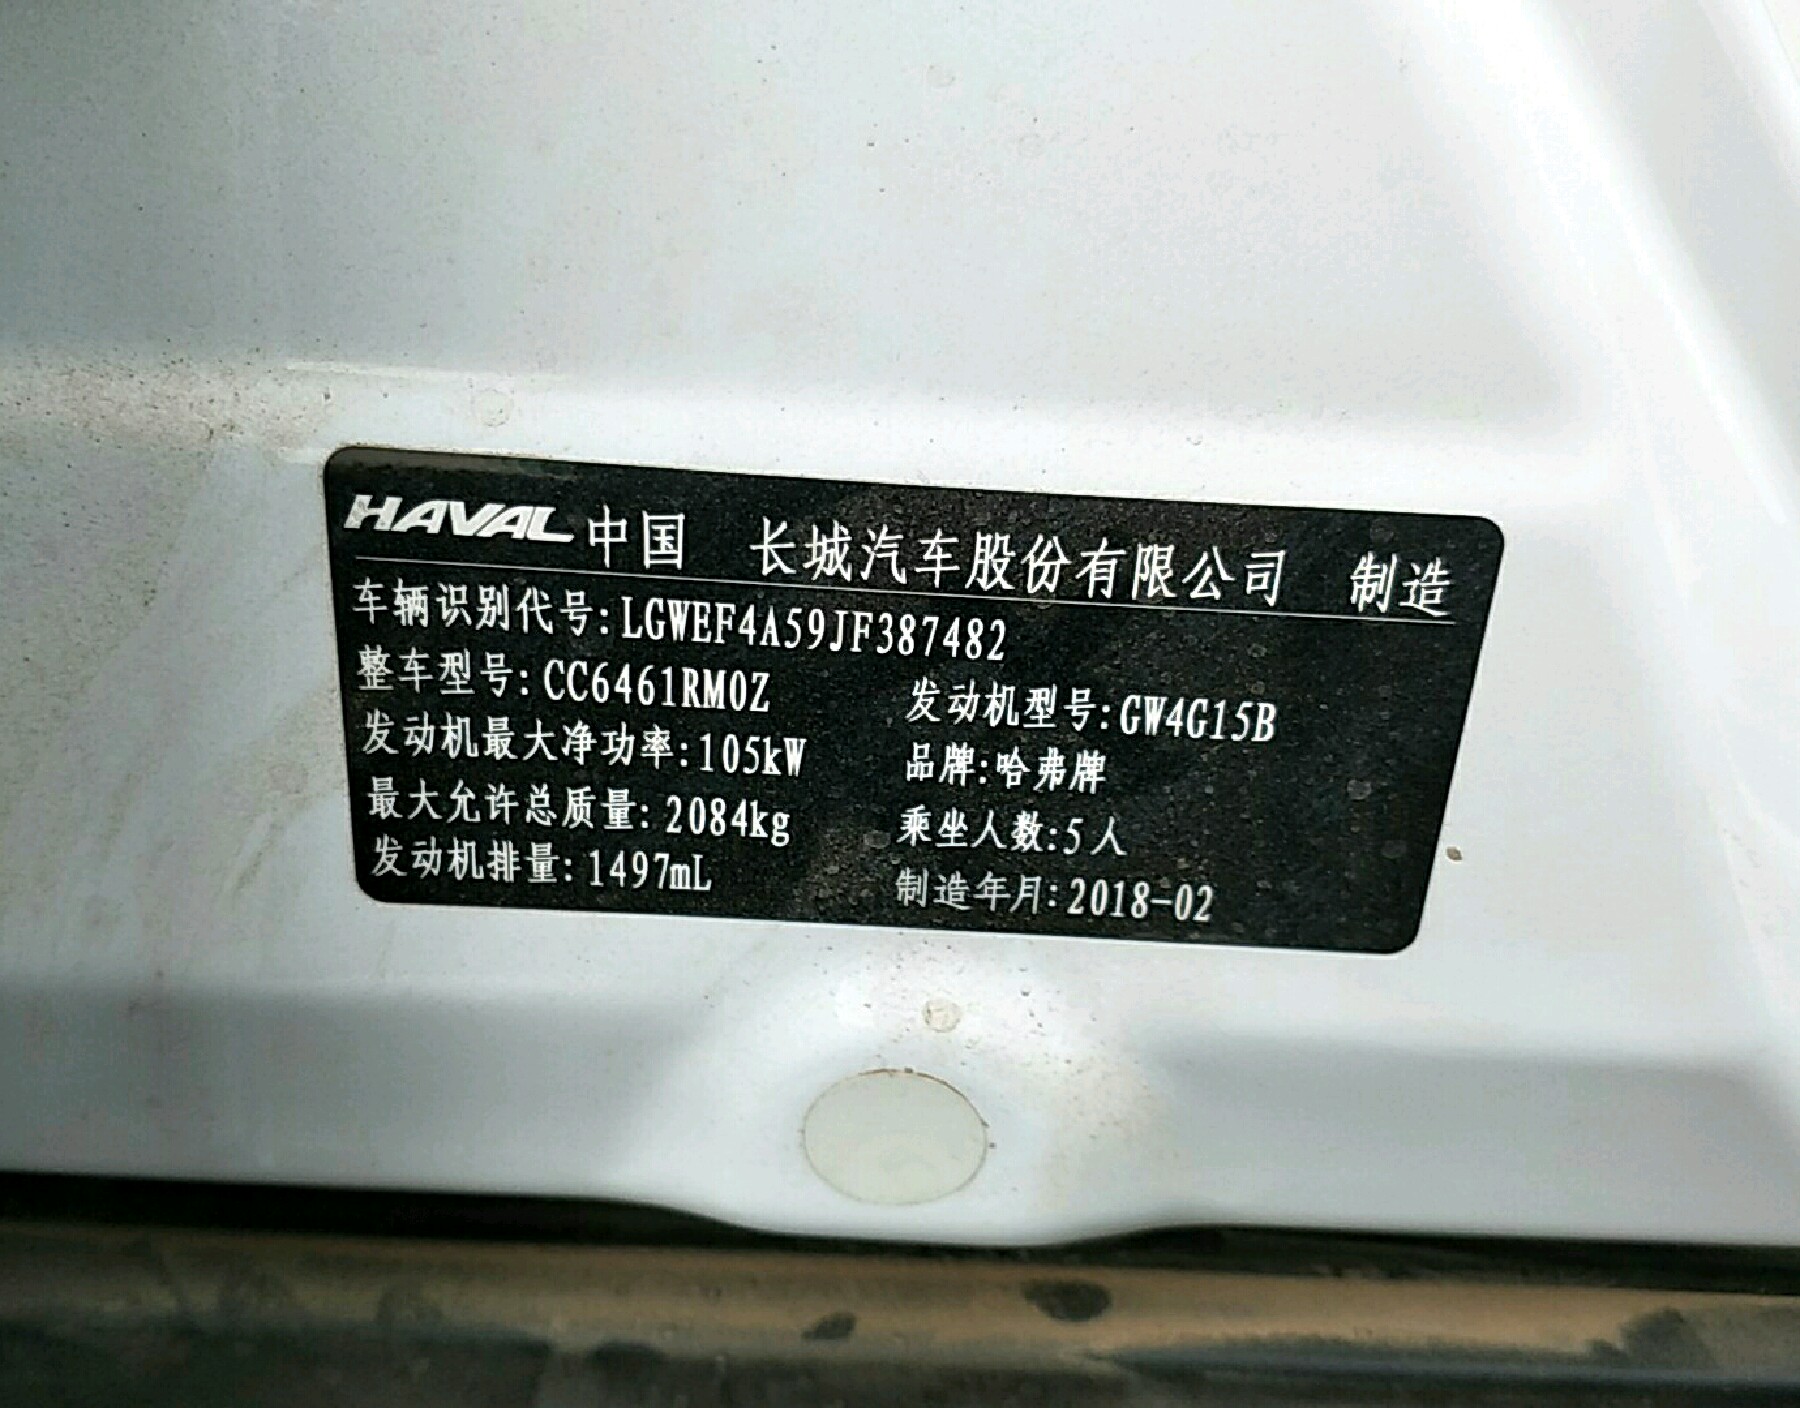 HAVAL 中国 长城汽车股份有限公司 制造
车辆识别代号:LGWEF4A59JF387482
整车型号:CC6461RM0Z 发动机型号:GW4G15B
发动机最大净功率:105kW 品牌:哈弗牌
最大允许总质量:2084kg 乘坐人数:5人
发动机排量:1497mL 制造年月:2018-02